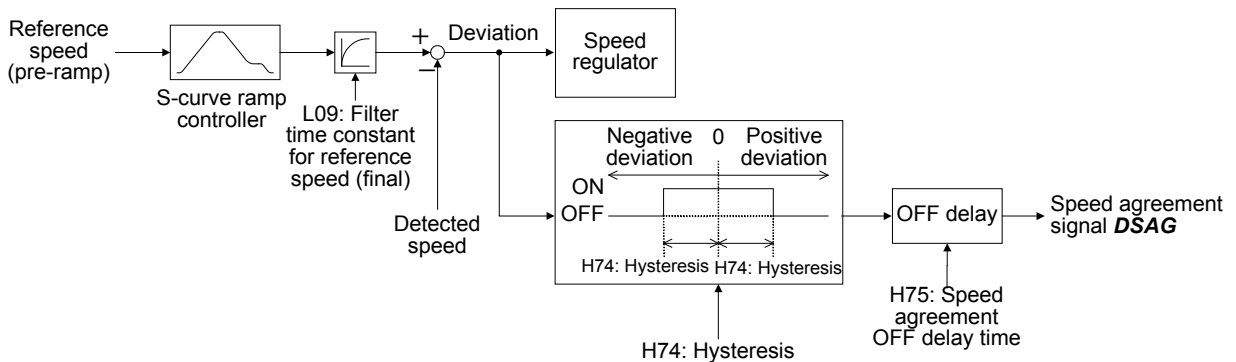 Reference
speed
(pre-ramp)
S-curve ramp
controller
L09: Filter
time constant
for reference
speed (final)
+
−
Deviation
Detected
speed
Speed
regulator
Negative
deviation
0
Positive
deviation
ON
OFF
H74: Hysteresis
H74: Hysteresis
H74: Hysteresis
OFF delay
H75: Speed
agreement
OFF delay time
Speed agreement
signal DSAG